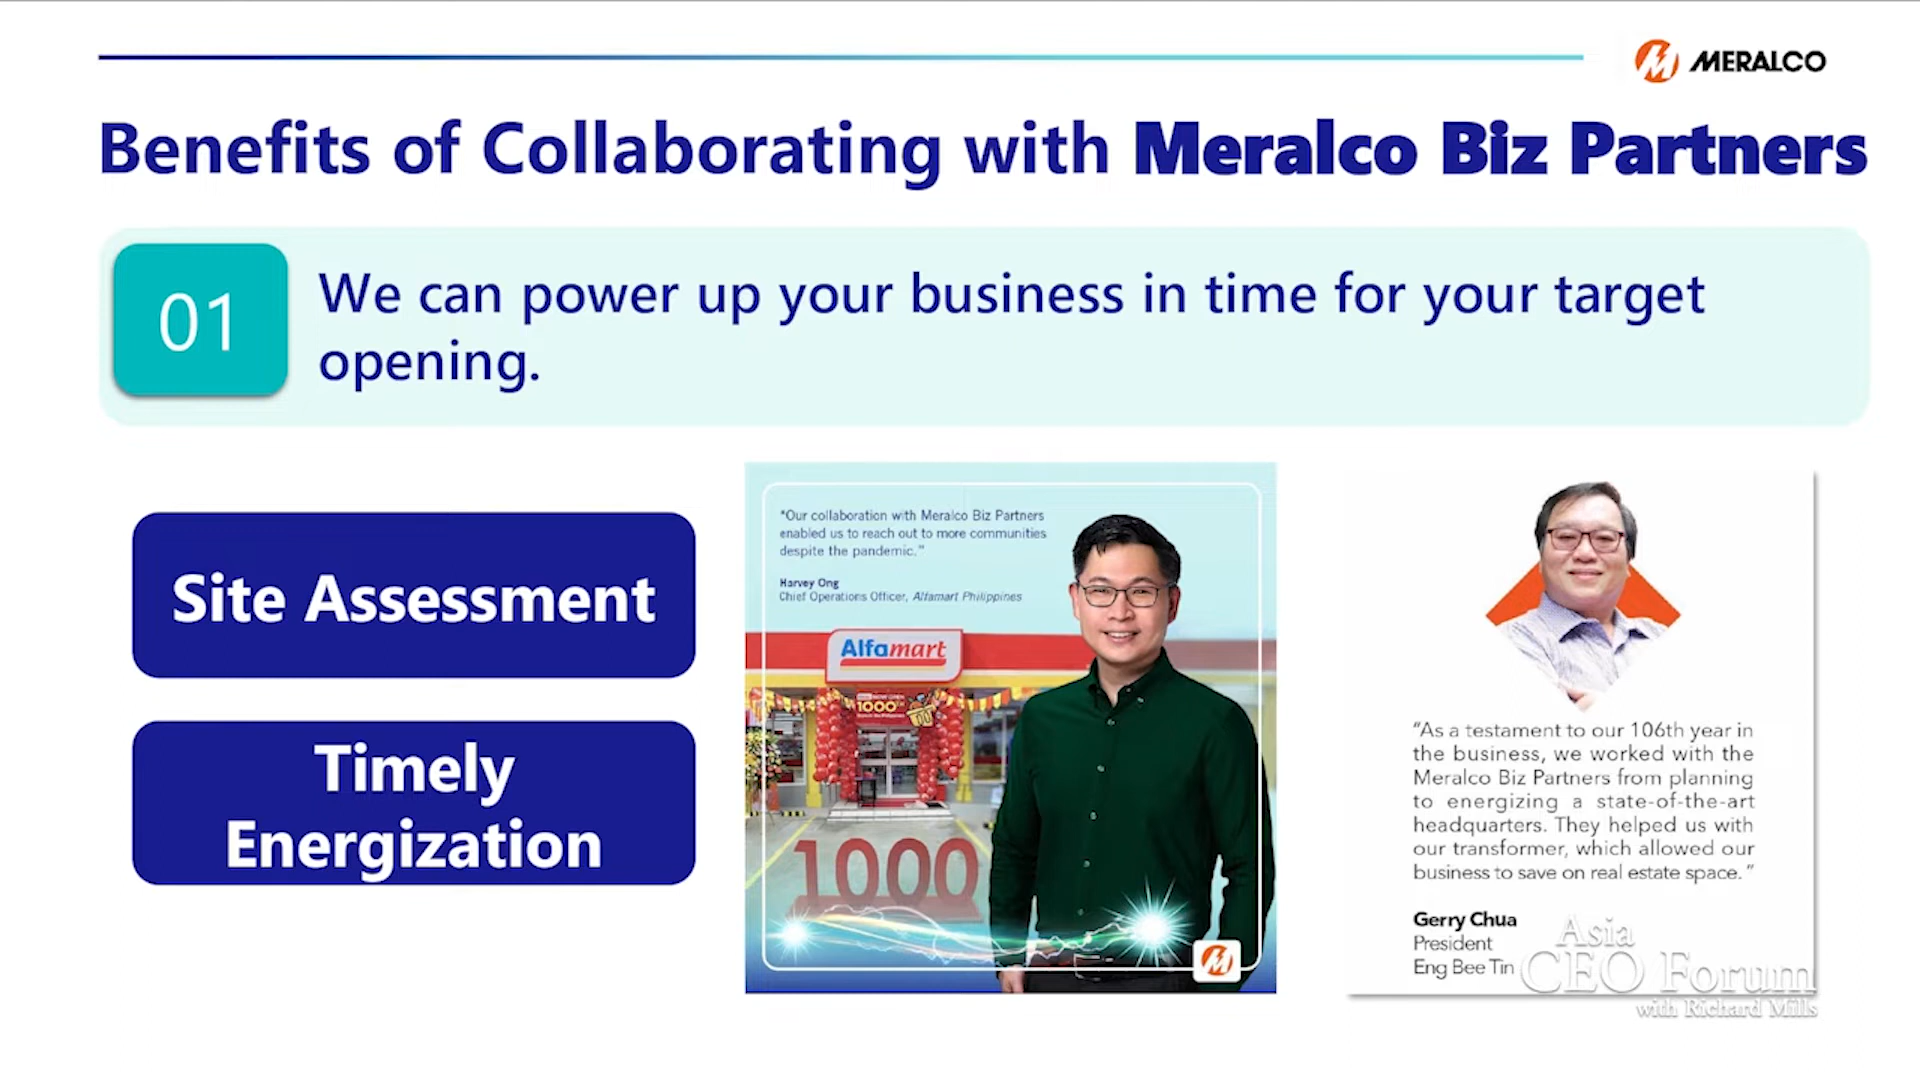 MERALCO
Benefits of Collaborating with Meralco Biz Partners
01
We can power up your business in time for your target
opening.
Site Assessment
Timely
Energization
"Our collaboration with Meralco Biz Partners
enabled us to reach out to more communities
despite the pandemic."
Harvey Ong
Chief Operations Officer, Alfamart Philippines
Alfamart
1000
1000
"As a testament to our 106th year in
the business, we worked with the
Meralco Biz Partners from planning
to energizing a state-of-the-art
headquarters. They helped us with
our transformer, which allowed our
business to save on real estate space."
Gerry Chua
President
Eng Bee Tin
Asia
CEO Forum
with Richard Mills